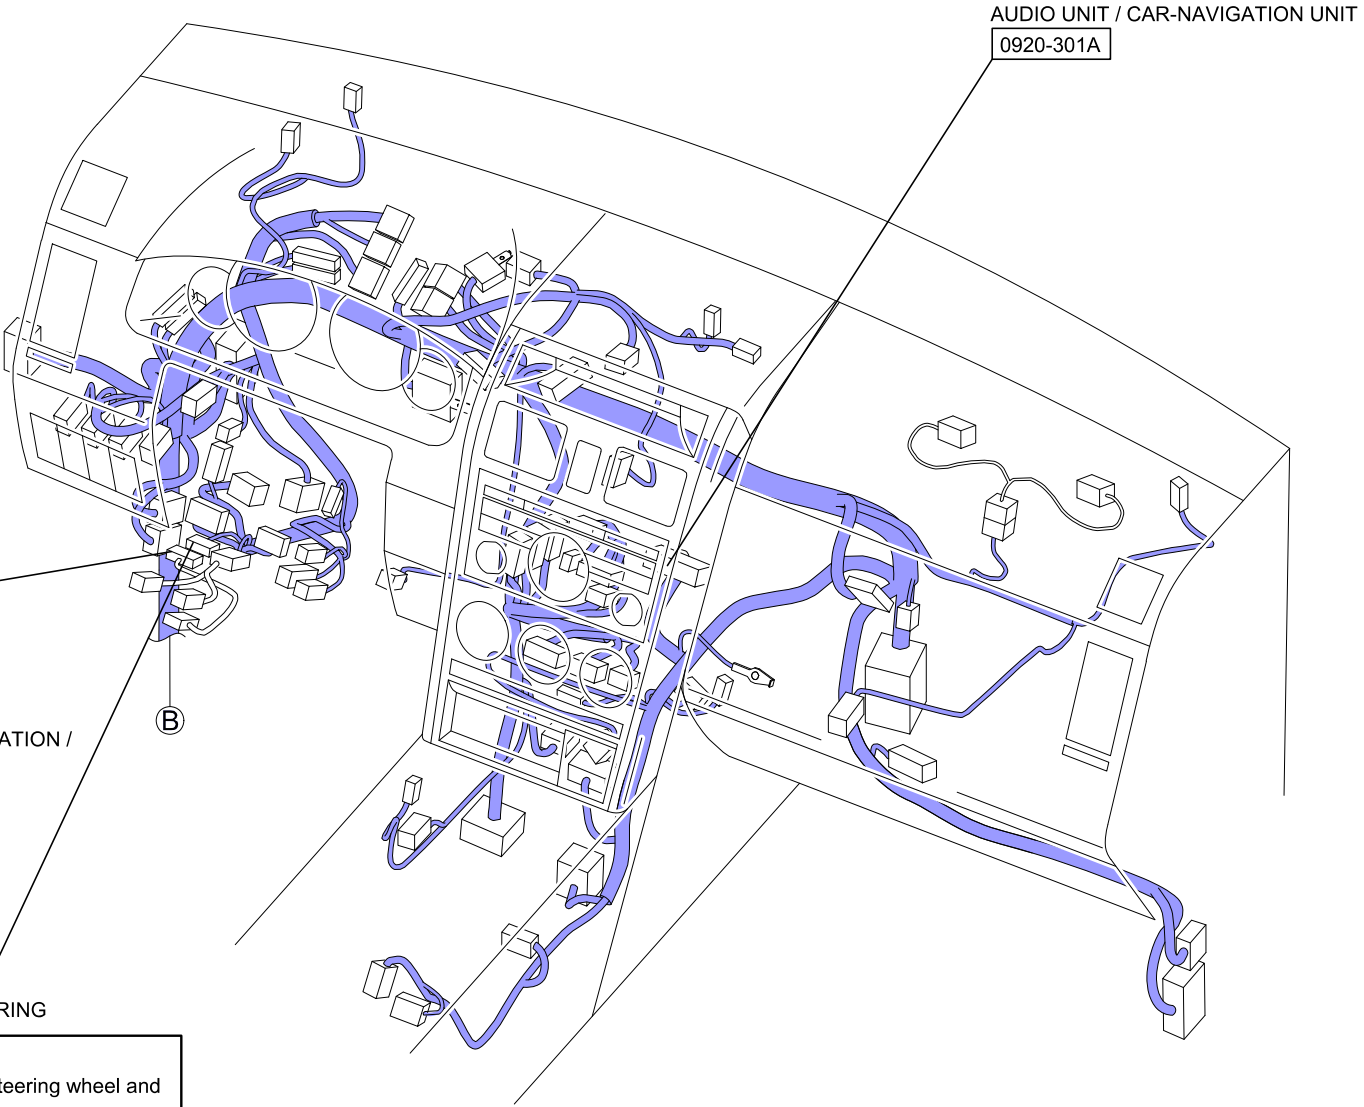 AUDIO UNIT / CAR-NAVIGATION UNIT
0920-301A
B
ATION /
RING
teering wheel and